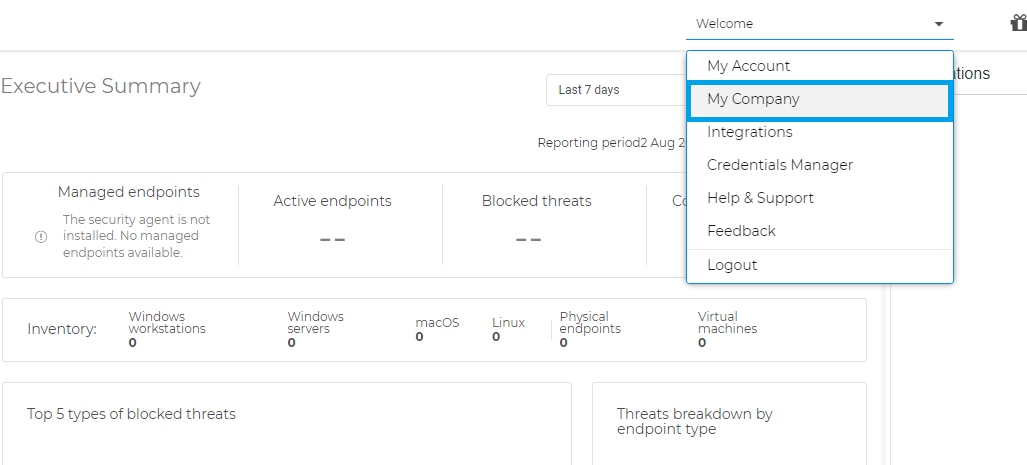 Welcome
My Account
My Company
Integrations
Credentials Manager
Help & Support
Feedback
Logout
Executive Summary
Last 7 days
Reporting period2 Aug
Managed endpoints
The security agent is not
installed. No managed
endpoints available.
Active endpoints
--
Blocked threats
--
Inventory:
Windows
workstations
0
Windows
servers
0
macOS
0
Linux
0
Physical
endpoints
0
Virtual
machines
0
Top 5 types of blocked threats
Threats breakdown by
endpoint type